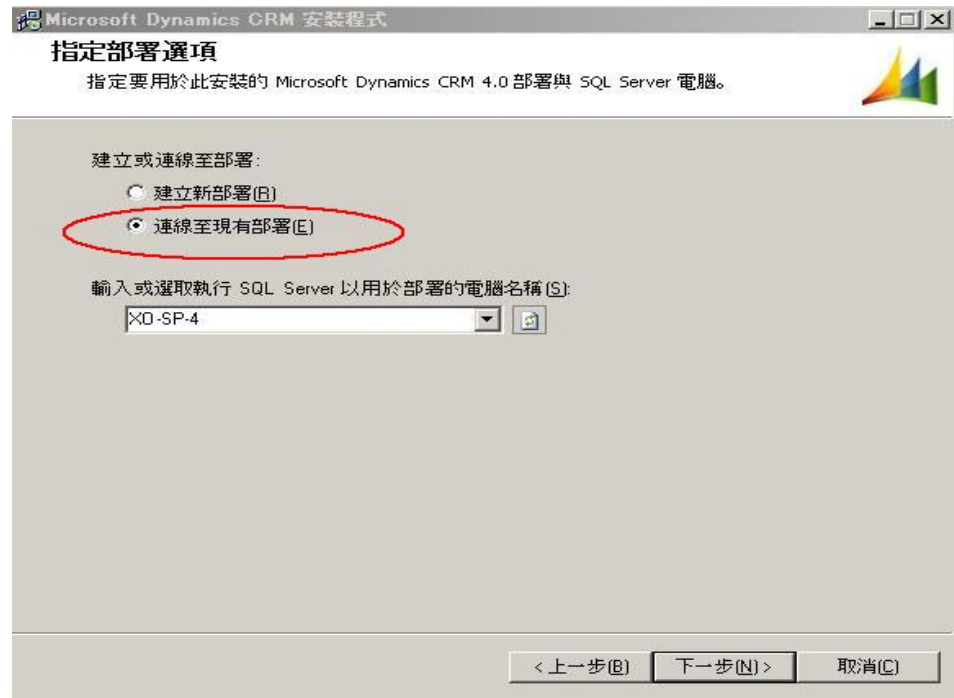 Microsoft Dynamics CRM 安裝程式
指定部署選項
指定要用於此安裝的 Microsoft Dynamics CRM 4.0 部署與 SQL Server 電腦。
建立或連線至部署:
建立新部署(R)
連線至現有部署(E)
輸入或選取執行 SQL Server 以用於部署的電腦名稱(S):
XO-SP-4
< 上一步(B) 下一步(N) > 取消(C)